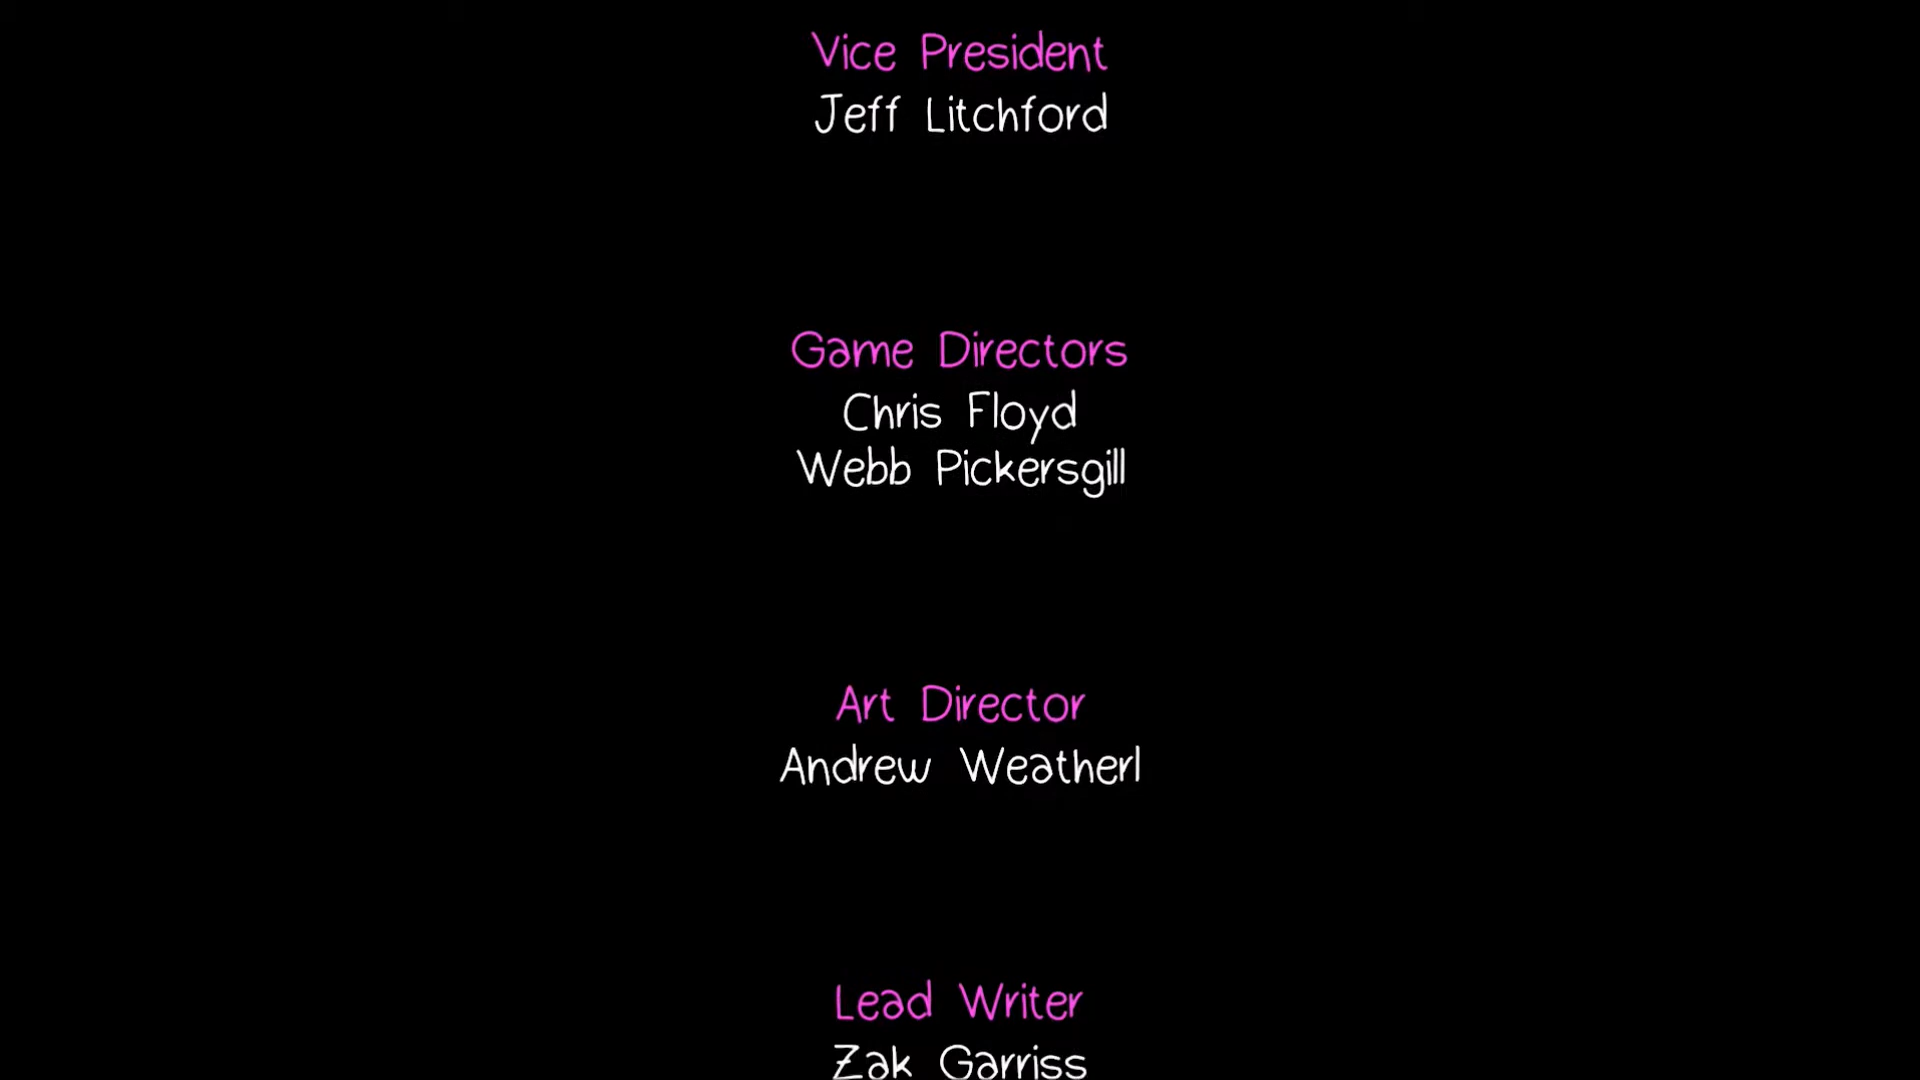 Vice President
Jeff Litchford
Game Directors
Chris Floyd
Webb Pickersgill
Art Director
Andrew Weatherl
Lead Writer
Zak Garriss